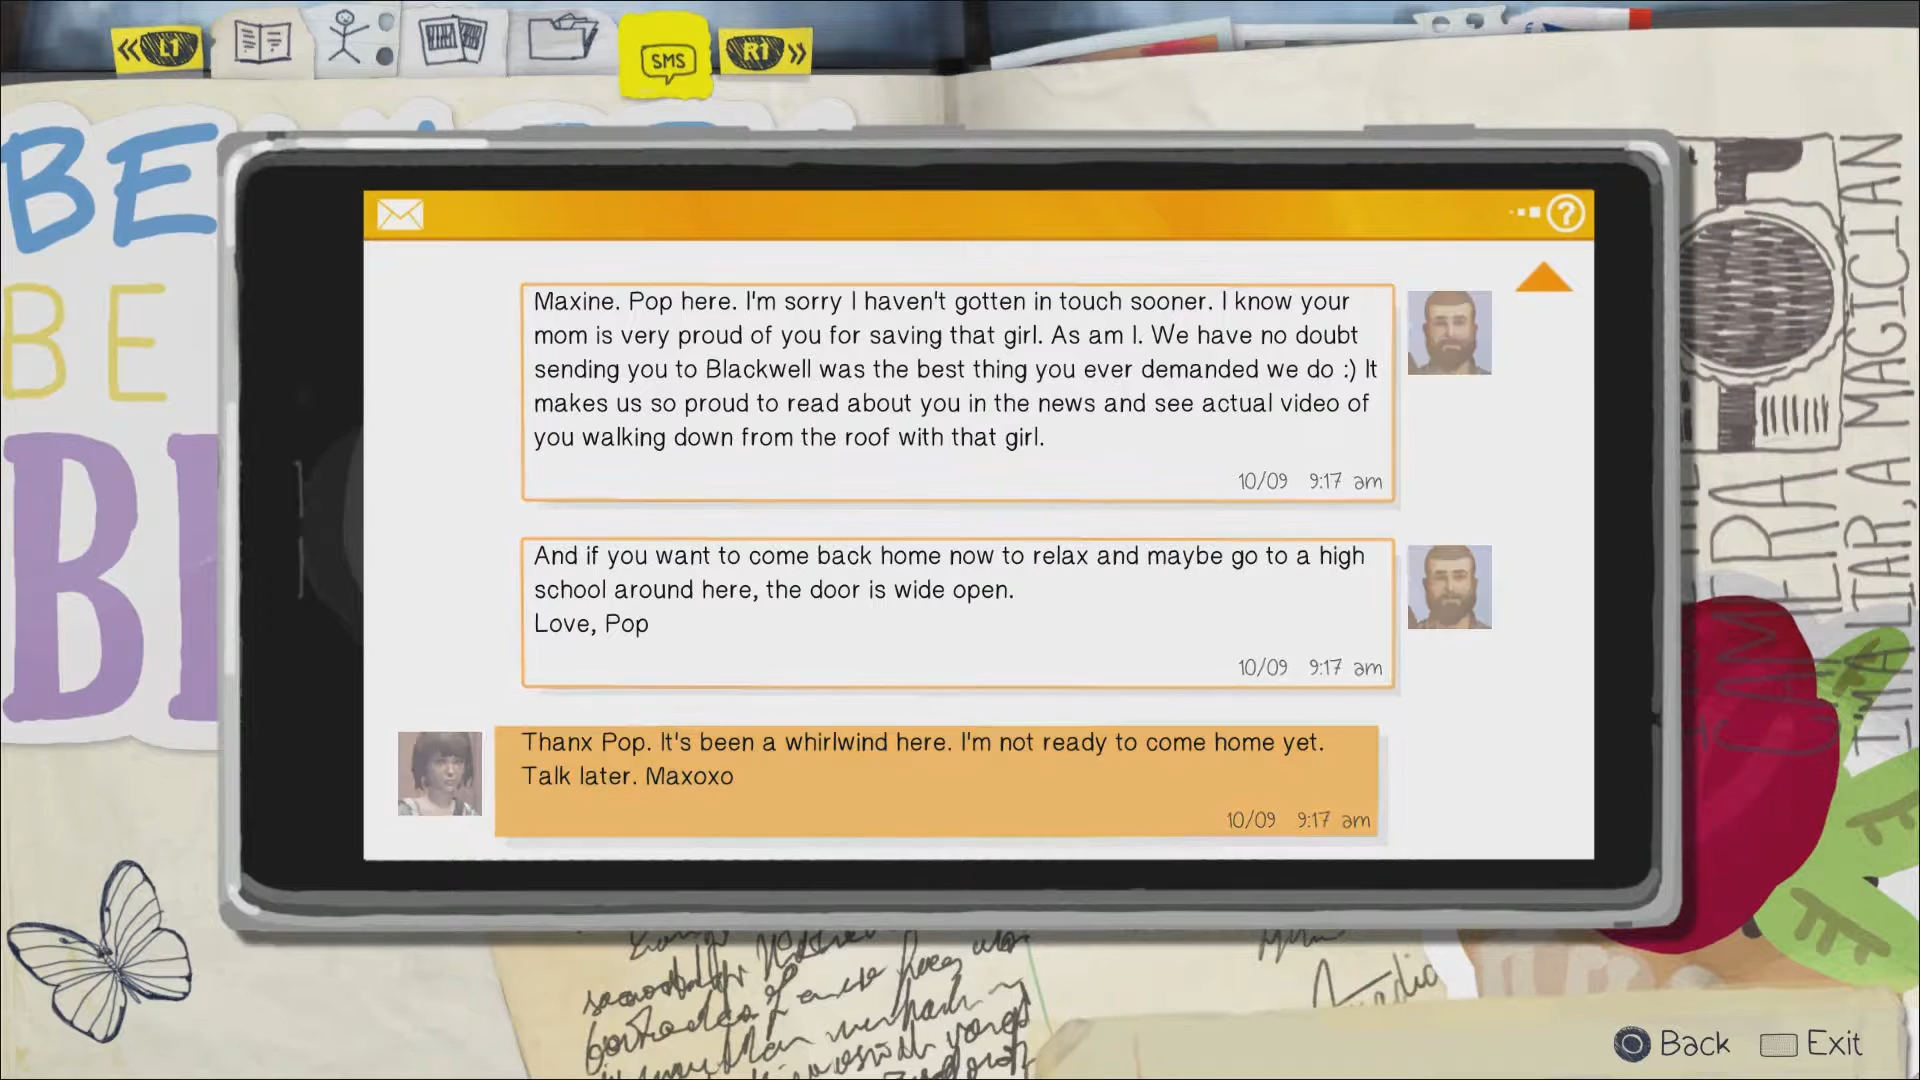 L1
SMS
R1
BE
BE
Maxine. Pop here. I'm sorry I haven't gotten in touch sooner. I know your
mom is very proud of you for saving that girl. As am I. We have no doubt
sending you to Blackwell was the best thing you ever demanded we do :) It
makes us so proud to read about you in the news and see actual video of
you walking down from the roof with that girl.
10/09 9:17 am
And if you want to come back home now to relax and maybe go to a high
school around here, the door is wide open.
Love, Pop
10/09 9:17 am
Thanx Pop. It's been a whirlwind here. I'm not ready to come home yet.
Talk later. Maxoxo
10/09 9:17 am
CAMERA
LIAR, A MAGICIAN
Back
Exit